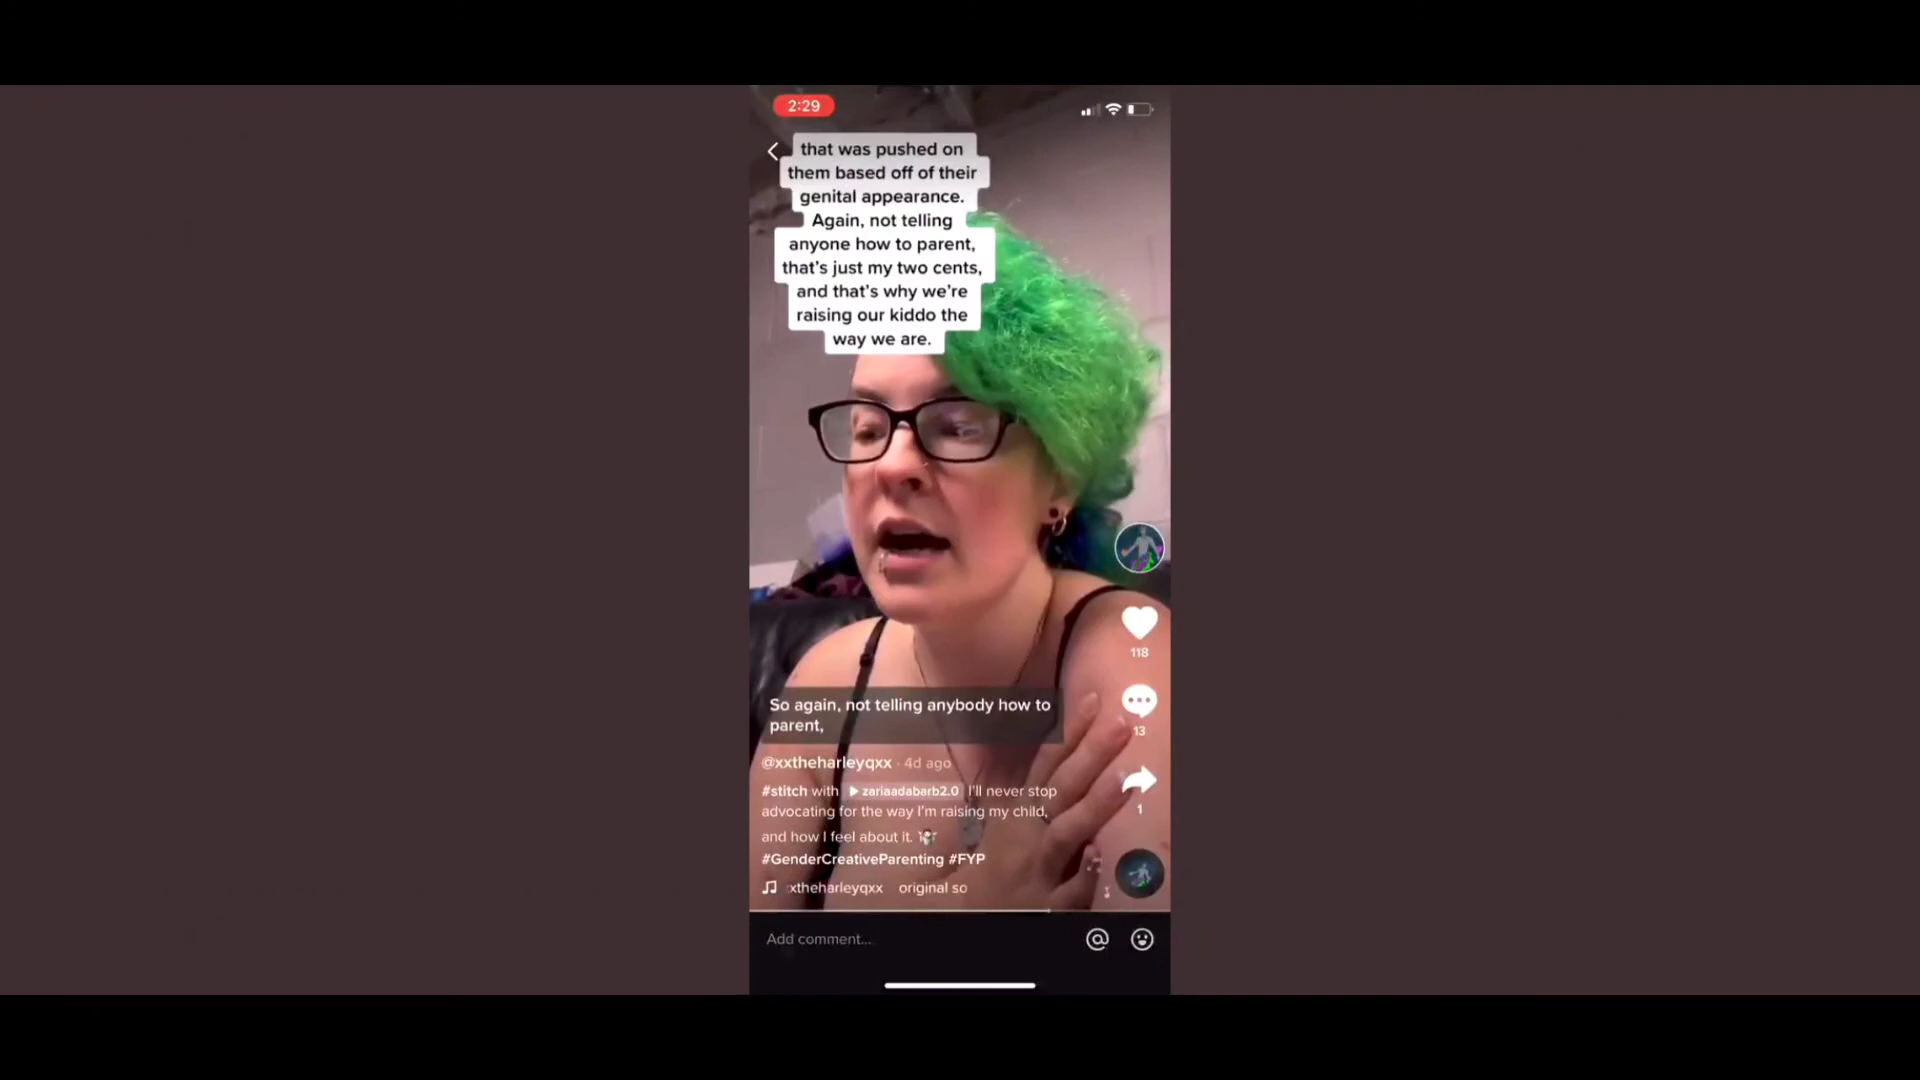 2:29
that was pushed on
them based off of their
genital appearance.
Again, not telling
anyone how to parent,
that's just my two cents,
and that's why we're
raising our kiddo the
way we are.
118
So again, not telling anybody how to
parent,
13
@xxtheharleyqxx · 4d ago
#stitch with zariaadabarb2.0 I'll never stop
advocating for the way I'm raising my child,
and how I feel about it.
1
#GenderCreativeParenting #FYP
xtheharleyqxx original so
Add comment...